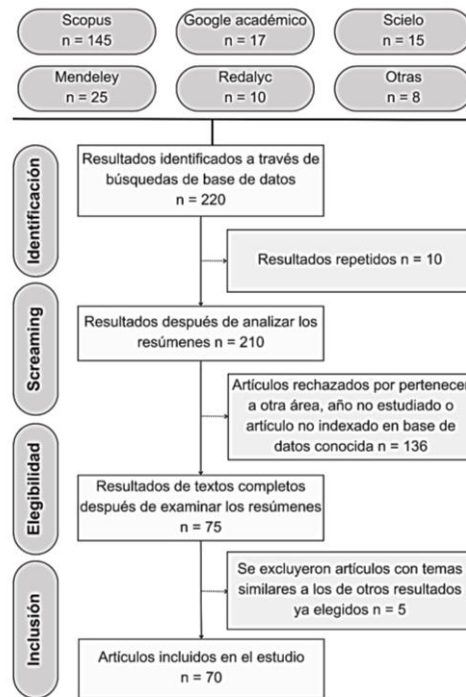 Scopus
n = 145
Google académico
n = 17
Scielo
n = 15
Mendeley
n = 25
Redalyc
n = 10
Otras
n = 8
Identificación
Resultados identificados a través de
búsquedas de base de datos
n = 220
Resultados repetidos n = 10
Screaming
Resultados después de analizar los
resúmenes n = 210
Artículos rechazados por pertenecer
a otra área, año no estudiado o
artículo no indexado en base de
datos conocida n = 136
Elegibilidad
Resultados de textos completos
después de examinar los resúmenes
n = 75
Se excluyeron artículos con temas
similares a los de otros resultados
ya elegidos n = 5
Inclusión
Artículos incluidos en el estudio
n = 70